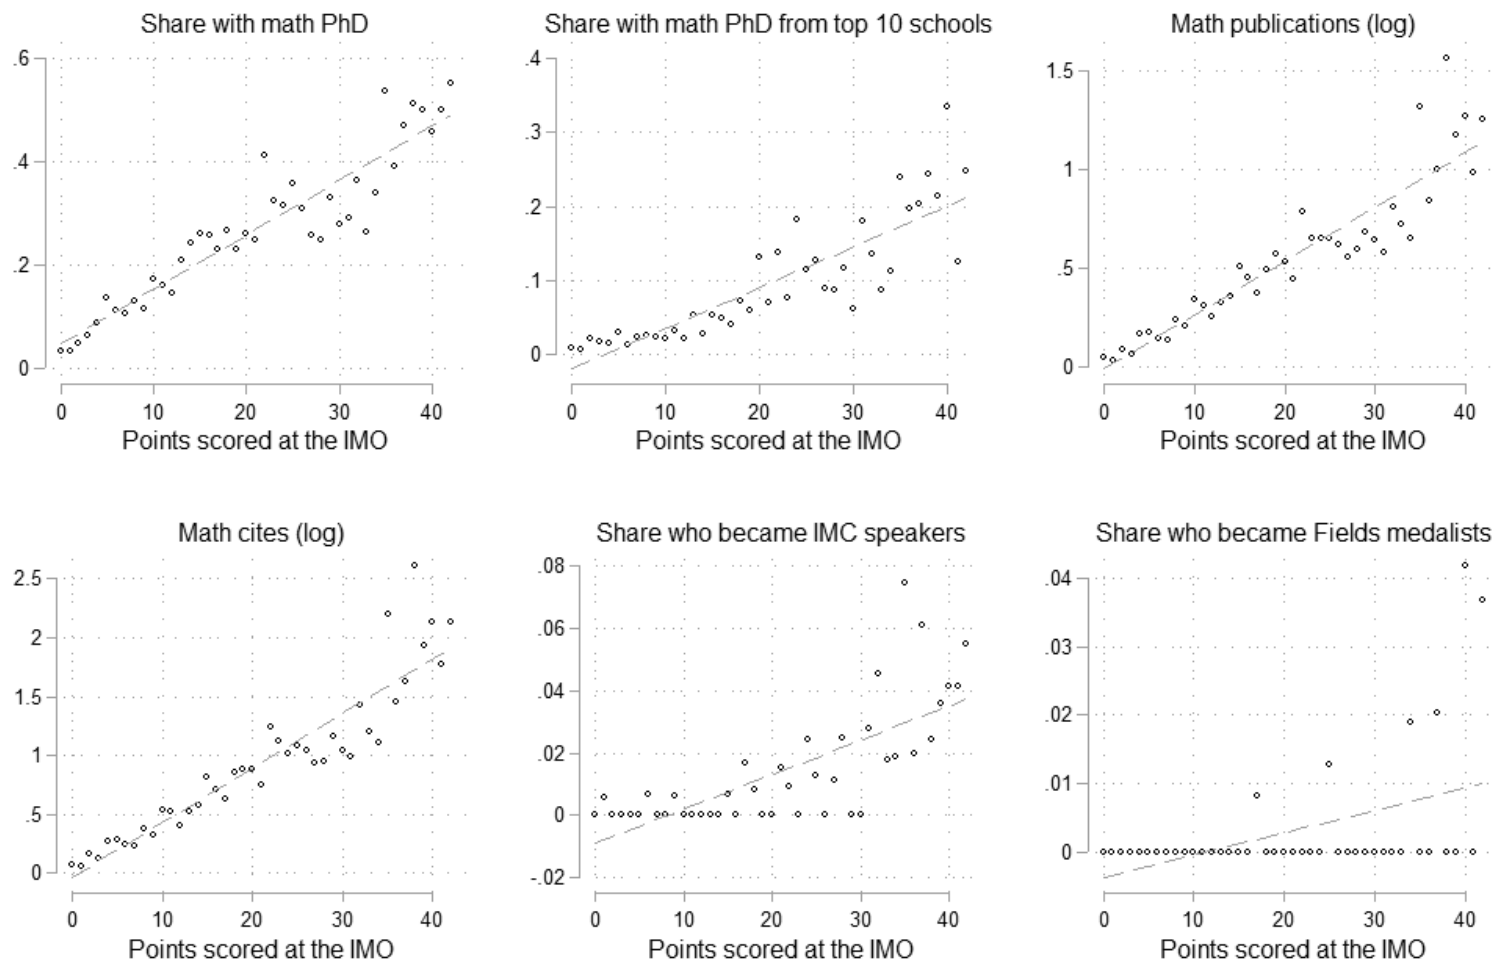 Share with math PhD
.6
.4
.2
0
0 10 20 30 40
Points scored at the IMO
Share with math PhD from top 10 schools
.4
.3
.2
.1
0
0 10 20 30 40
Points scored at the IMO
Math publications (log)
1.5
1
.5
0
0 10 20 30 40
Points scored at the IMO
Math cites (log)
2.5
2
1.5
1
.5
0
0 10 20 30 40
Points scored at the IMO
Share who became IMC speakers
.08
.06
.04
.02
0
-.02
0 10 20 30 40
Points scored at the IMO
Share who became Fields medalists
.04
.03
.02
.01
0
0 10 20 30 40
Points scored at the IMO